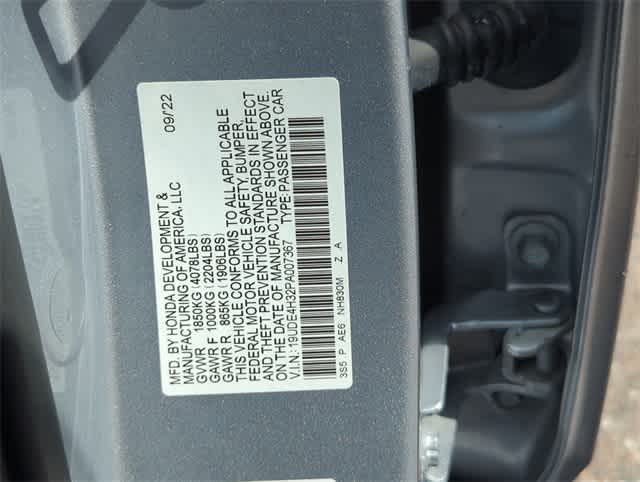 MFD. BY HONDA DEVELOPMENT & 09/22
MANUFACTURING OF AMERICA, LLC
GVWR 1850KG (4078LBS)
GAWR F 1000KG (2204LBS)
GAWR R 865KG (1906LBS)
THIS VEHICLE CONFORMS TO ALL APPLICABLE
FEDERAL MOTOR VEHICLE SAFETY, BUMPER,
AND THEFT PREVENTION STANDARDS IN EFFECT
ON THE DATE OF MANUFACTURE SHOWN ABOVE.
V.I.N.: 19UDE4H32PA007367 TYPE: PASSENGER CAR
3S5 P AE6 NH830M Z A